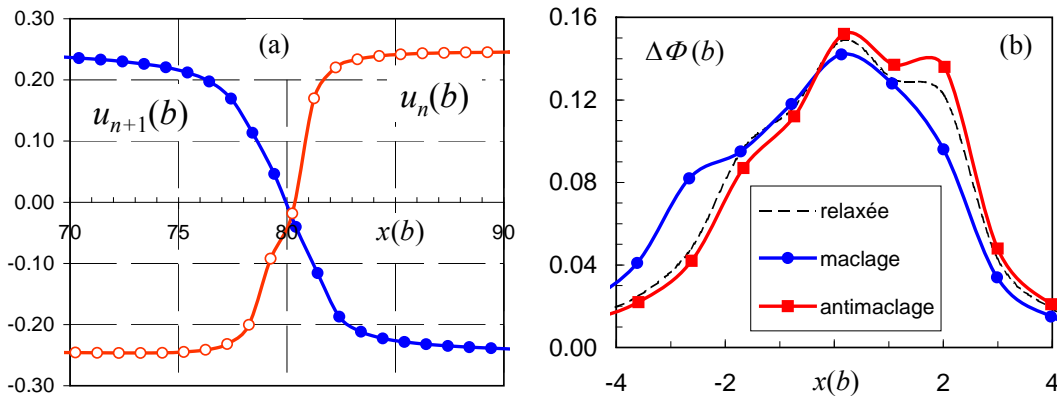 0.30
(a)
0.20
u_{n+1}(b)
u_n(b)
0.10
0.00
70
75
80
x(b)
90
-0.10
-0.20
-0.30
0.16
ΔΦ(b)
(b)
0.12
0.08
relaxée
maclage
0.04
antimaclage
0.00
-4
-2
x(b)
2
4